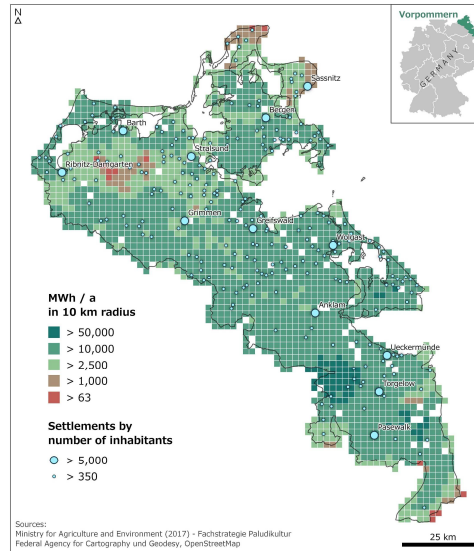 N
Vorpommern
GERMANY
Sassnitz
Bergen
Barth
Stralsund
Ribnitz-Damgarten
Grimmen
Greifswald
Wolgast
Anklam
Ueckermünde
Torgelow
Pasewalk
MWh / a
in 10 km radius
> 50,000
> 10,000
> 2,500
> 1,000
> 63
Settlements by
number of inhabitants
> 5,000
> 350
Sources:
Ministry for Agriculture and Environment (2017) - Fachstrategie Paludikultur
Federal Agency for Cartography und Geodesy, OpenStreetMap
25 km